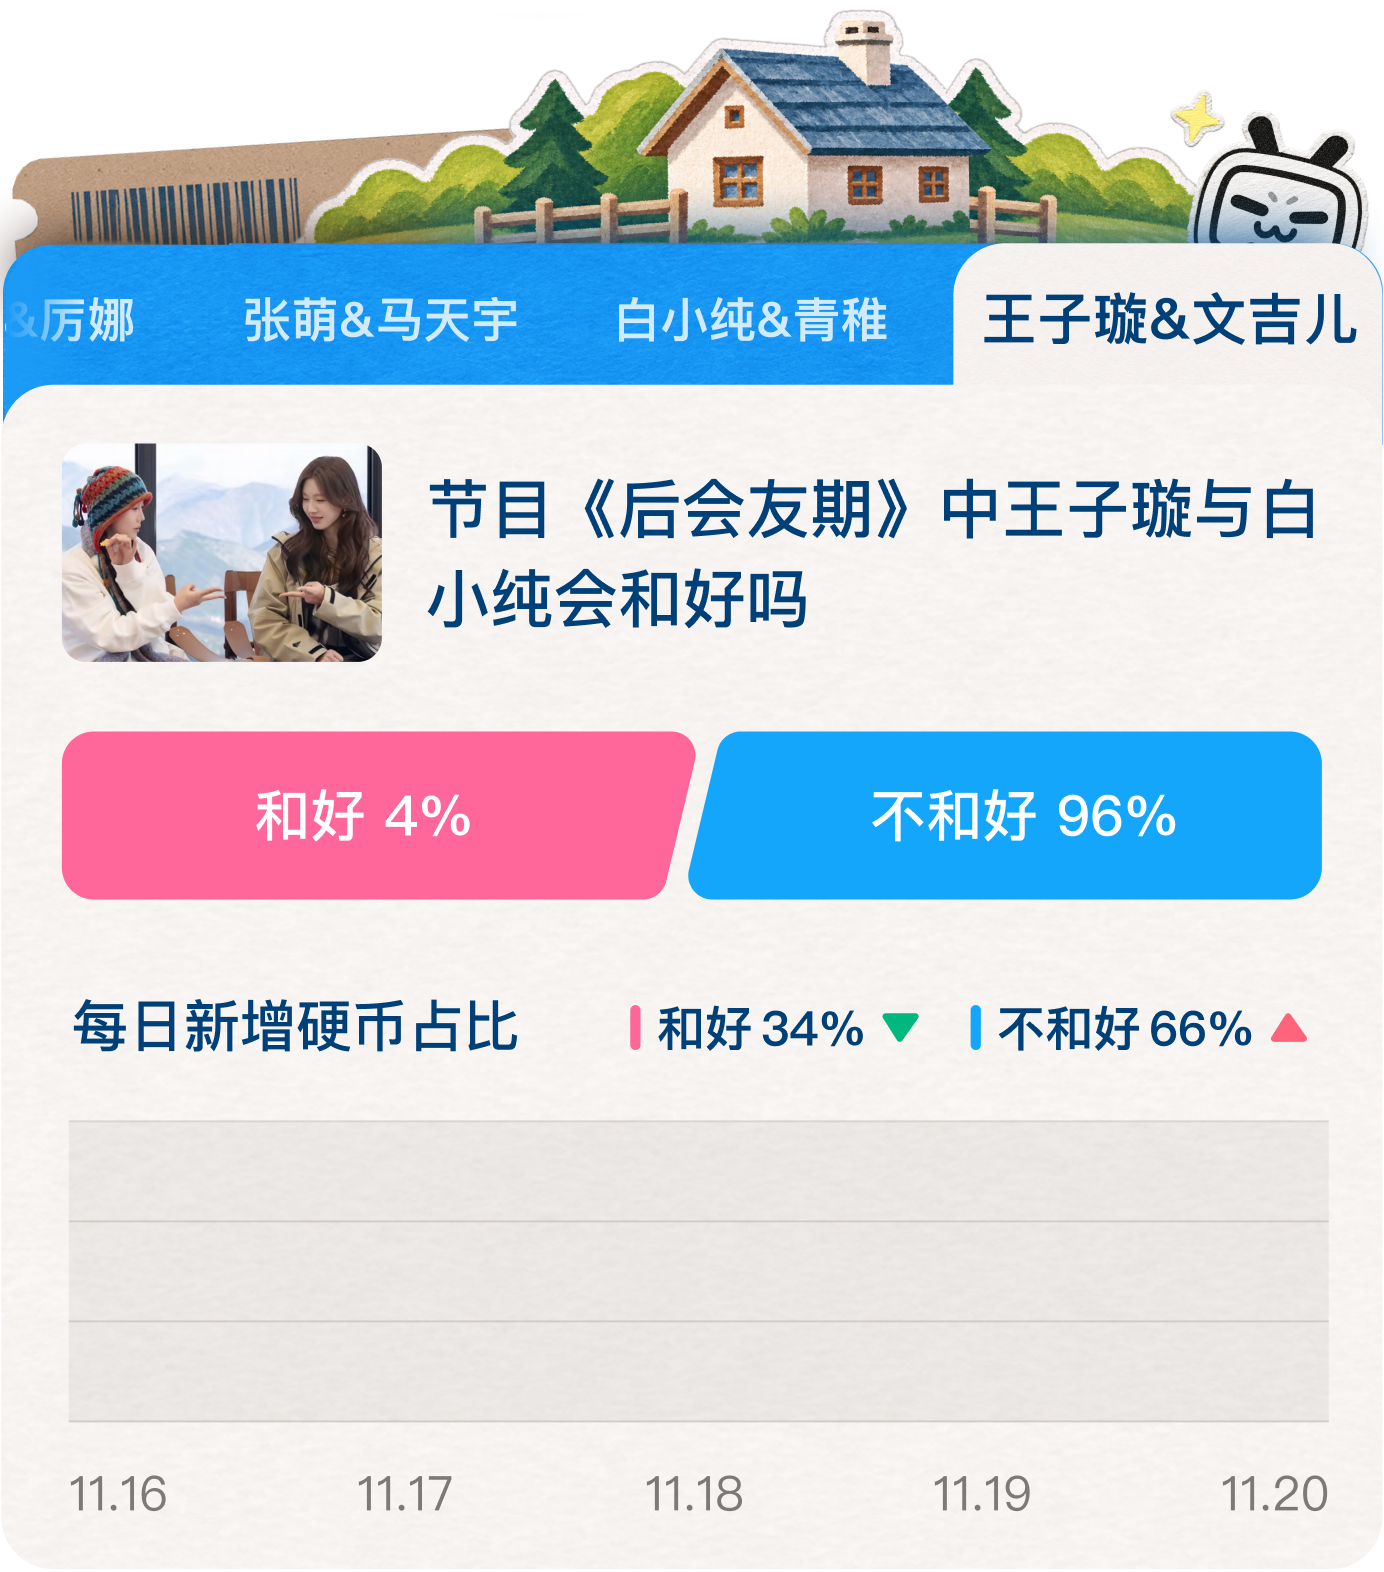 &厉娜
张萌&马天宇
白小纯&青稚
王子璇&文吉儿
节目《后会友期》中王子璇与白
小纯会和好吗
和好 4%
不和好 96%
每日新增硬币占比
和好 34%
不和好 66%
11.16
11.17
11.18
11.19
11.20